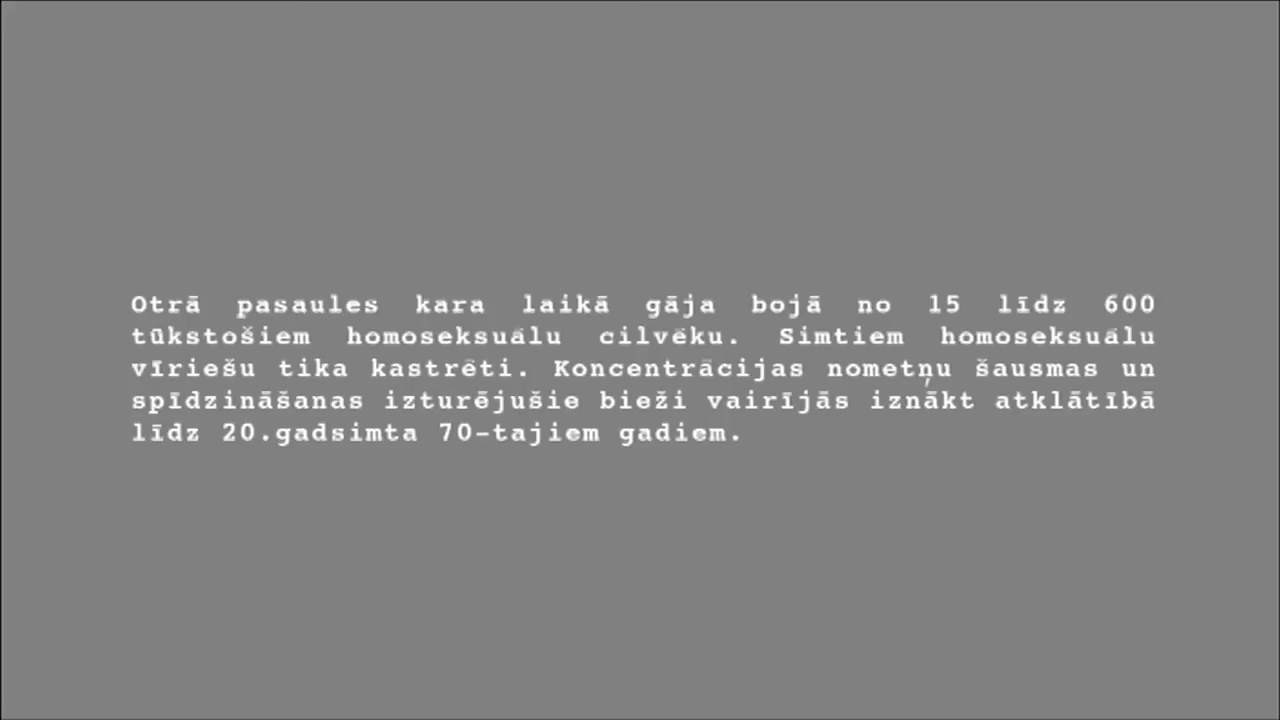 Otrā pasaules kara laikā gāja bojā no 15 līdz 600
tūkstošiem homoseksuālu cilvēku. Simtiem homoseksuālu
vīriešu tika kastrēti. Koncentrācijas nometņu šausmas un
spīdzināšanas izturējušie bieži vairījās iznākt atklātībā
līdz 20.gadsimta 70-tajiem gadiem.